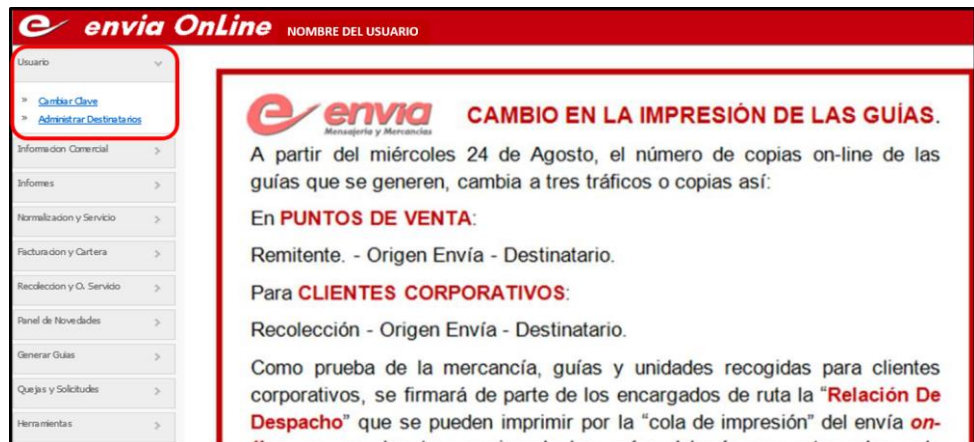 envia OnLine NOMBRE DEL USUARIO
Usuario
» Cambiar Clave
» Administrar Destinatarios
Informacion Comercial
Informes
Normalizacion y Servicio
Facturacion y Cartera
Recoleccion y O. Servicio
Panel de Novedades
Generar Guias
Quejas y Solicitudes
Herramientas
envia
Mensajería y Mercancías
CAMBIO EN LA IMPRESIÓN DE LAS GUÍAS.
A partir del miércoles 24 de Agosto, el número de copias on-line de las
guías que se generen, cambia a tres tráficos o copias así:
En PUNTOS DE VENTA:
Remitente. - Origen Envía - Destinatario.
Para CLIENTES CORPORATIVOS:
Recolección - Origen Envía - Destinatario.
Como prueba de la mercancía, guías y unidades recogidas para clientes
corporativos, se firmará de parte de los encargados de ruta la “Relación De
Despacho” que se pueden imprimir por la “cola de impresión” del envía on-